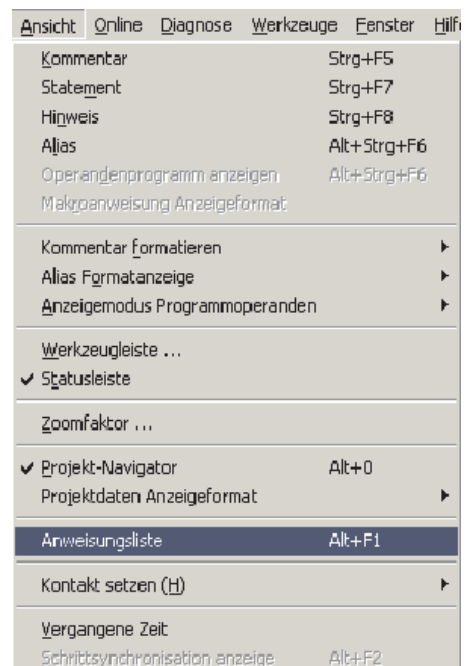 Ansicht Online Diagnose Werkzeuge Fenster Hilf
Kommentar Strg+F5
Statement Strg+F7
Hinweis Strg+F8
Alias Alt+Strg+F6
Operandenprogramm anzeigen Alt+Strg+F6
Makroanweisung Anzeigeformat
Kommentar formatieren
Alias Formatanzeige
Anzeigemodus Programmoperanden
Werkzeugleiste ...
Statusleiste
Zoomfaktor ...
Projekt-Navigator Alt+0
Projektdaten Anzeigeformat
Anweisungsliste Alt+F1
Kontakt setzen (H)
Vergangene Zeit
Schrittsynchronisation anzeige Alt+F2